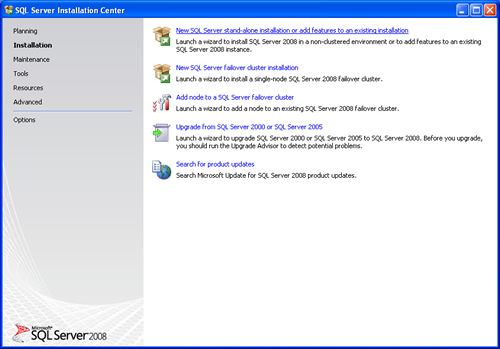 SQL Server Installation Center
Planning
Installation
Maintenance
Tools
Resources
Advanced
Options
New SQL Server stand-alone installation or add features to an existing installation
Launch a wizard to install SQL Server 2008 in a non-clustered environment or to add features to an existing
SQL Server 2008 instance.
New SQL Server failover cluster installation
Launch a wizard to install a single-node SQL Server 2008 failover cluster.
Add node to a SQL Server failover cluster
Launch a wizard to add a node to an existing SQL Server 2008 failover cluster.
Upgrade from SQL Server 2000 or SQL Server 2005
Launch a wizard to upgrade SQL Server 2000 or SQL Server 2005 to SQL Server 2008. Before you upgrade,
you should run the Upgrade Advisor to detect potential problems.
Search for product updates
Search Microsoft Update for SQL Server 2008 product updates.
Microsoft
SQL Server 2008